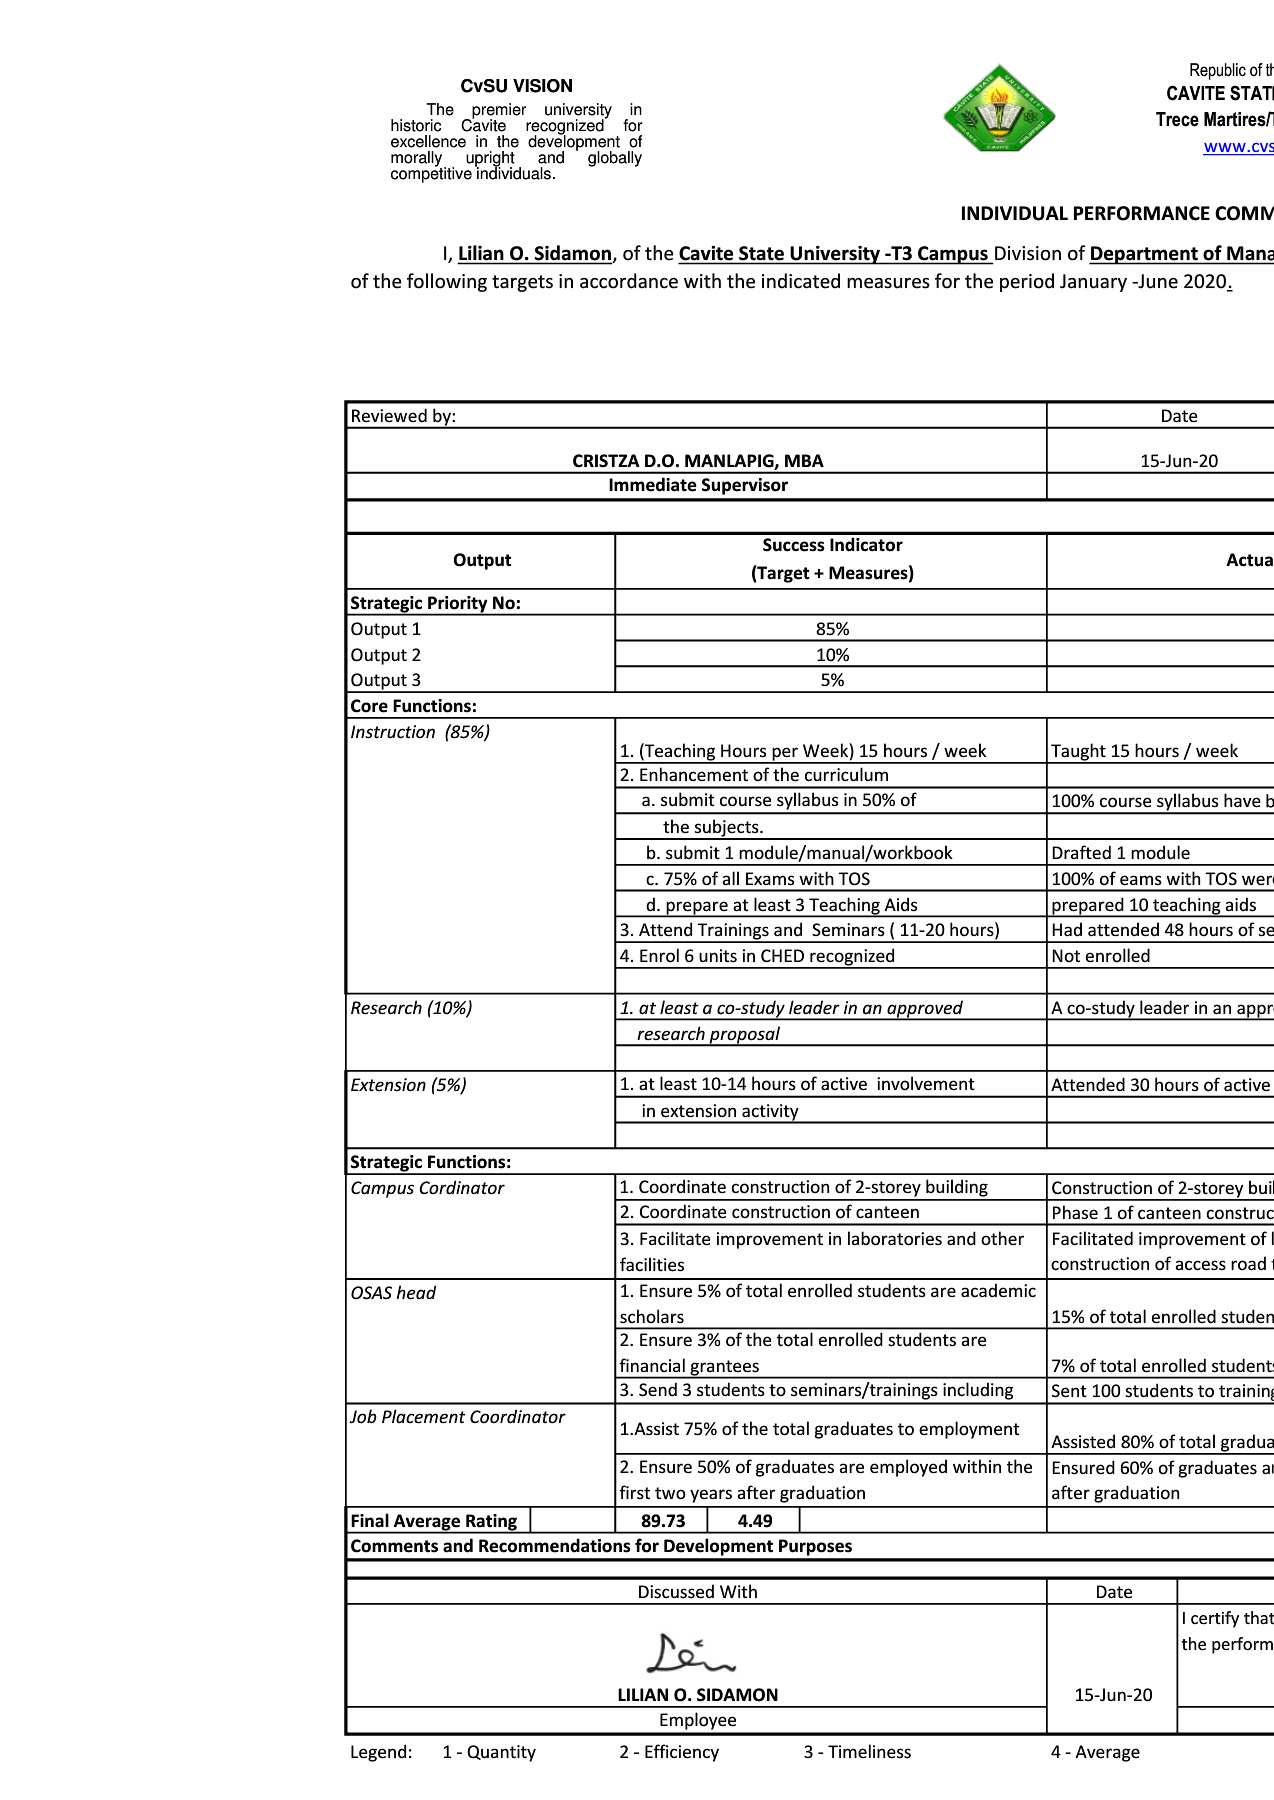 CvSU VISION
The premier university in
historic Cavite recognized for
excellence in the development of
morally upright and globally
competitive individuals.
Republic of th
CAVITE STATE
Trece Martires/T
www.cvs
INDIVIDUAL PERFORMANCE COMM
I, Lilian O. Sidamon, of the Cavite State University -T3 Campus Division of Department of Mana
of the following targets in accordance with the indicated measures for the period January -June 2020.
Reviewed by: Date
CRISTZA D.O. MANLAPIG, MBA 15-Jun-20
Immediate Supervisor
Output Success Indicator
(Target + Measures) Actua
Strategic Priority No:
Output 1 85%
Output 2 10%
Output 3 5%
Core Functions:
Instruction (85%)
1. (Teaching Hours per Week) 15 hours / week Taught 15 hours / week
2. Enhancement of the curriculum
a. submit course syllabus in 50% of 100% course syllabus have b
the subjects.
b. submit 1 module/manual/workbook Drafted 1 module
c. 75% of all Exams with TOS 100% of eams with TOS were
d. prepare at least 3 Teaching Aids prepared 10 teaching aids
3. Attend Trainings and Seminars ( 11-20 hours) Had attended 48 hours of se
4. Enrol 6 units in CHED recognized Not enrolled
Research (10%) 1. at least a co-study leader in an approved A co-study leader in an appr
research proposal
Extension (5%) 1. at least 10-14 hours of active involvement Attended 30 hours of active
in extension activity
Strategic Functions:
Campus Cordinator 1. Coordinate construction of 2-storey building Construction of 2-storey buil
2. Coordinate construction of canteen Phase 1 of canteen construc
3. Facilitate improvement in laboratories and other Facilitated improvement of l
facilities construction of access road t
OSAS head 1. Ensure 5% of total enrolled students are academic
scholars 15% of total enrolled studen
2. Ensure 3% of the total enrolled students are
financial grantees 7% of total enrolled students
3. Send 3 students to seminars/trainings including Sent 100 students to training
Job Placement Coordinator
1.Assist 75% of the total graduates to employment Assisted 80% of total gradua
2. Ensure 50% of graduates are employed within the Ensured 60% of graduates ar
first two years after graduation after graduation
Final Average Rating 89.73 4.49
Comments and Recommendations for Development Purposes
Discussed With Date
I certify that
the perform
LILIAN O. SIDAMON 15-Jun-20
Employee
Legend: 1 - Quantity 2 - Efficiency 3 - Timeliness 4 - Average